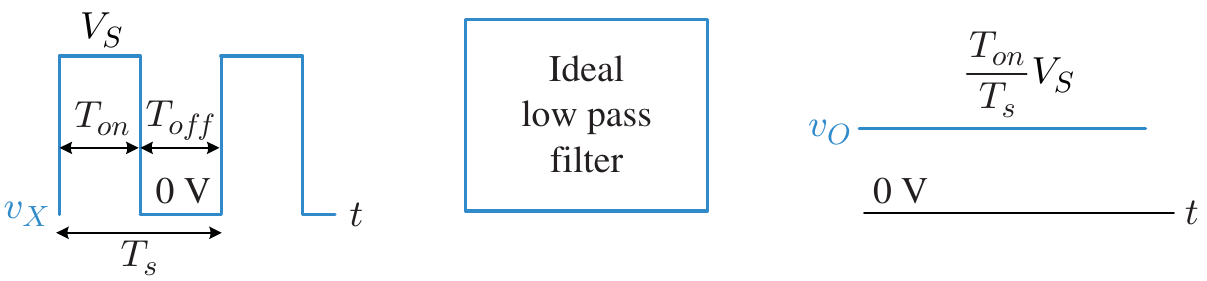 V_S
T_{on} T_{off}
0 V
v_X
t
T_s
Ideal
low pass
filter
\frac{T_{on}}{T_s} V_S
v_O
0 V
t